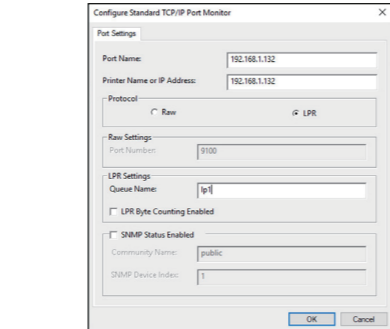 Configure Standard TCP/IP Port Monitor
Port Settings
Port Name: 192.168.1.132
Printer Name or IP Address: 192.168.1.132
Protocol
Raw LPR
Raw Settings
Port Number: 9100
LPR Settings
Queue Name: lp1
LPR Byte Counting Enabled
SNMP Status Enabled
Community Name: public
SNMP Device Index: 1
OK Cancel